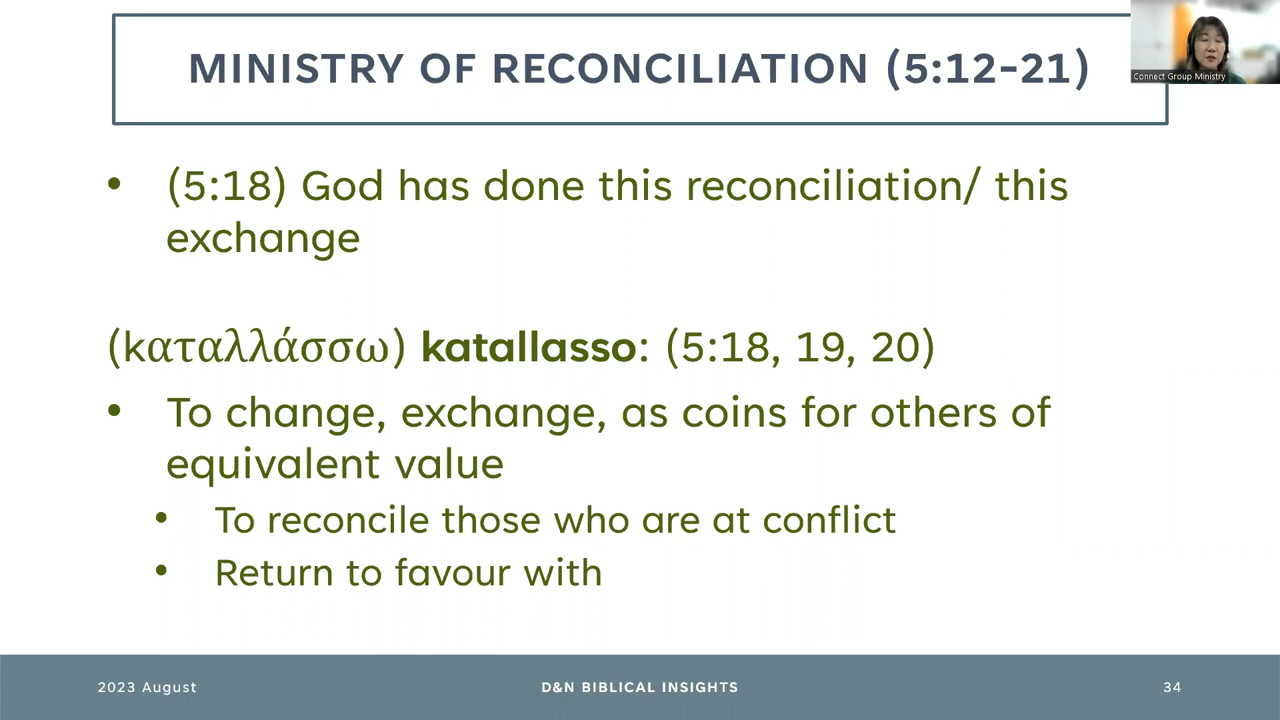 MINISTRY OF RECONCILIATION (5:12-21)
Connect Group Ministry
• (5:18) God has done this reconciliation/ this
exchange
(kαταλλάσσω) katallasso: (5:18, 19, 20)
• To change, exchange, as coins for others of
equivalent value
• To reconcile those who are at conflict
• Return to favour with
2023 August
D&N BIBLICAL INSIGHTS
34